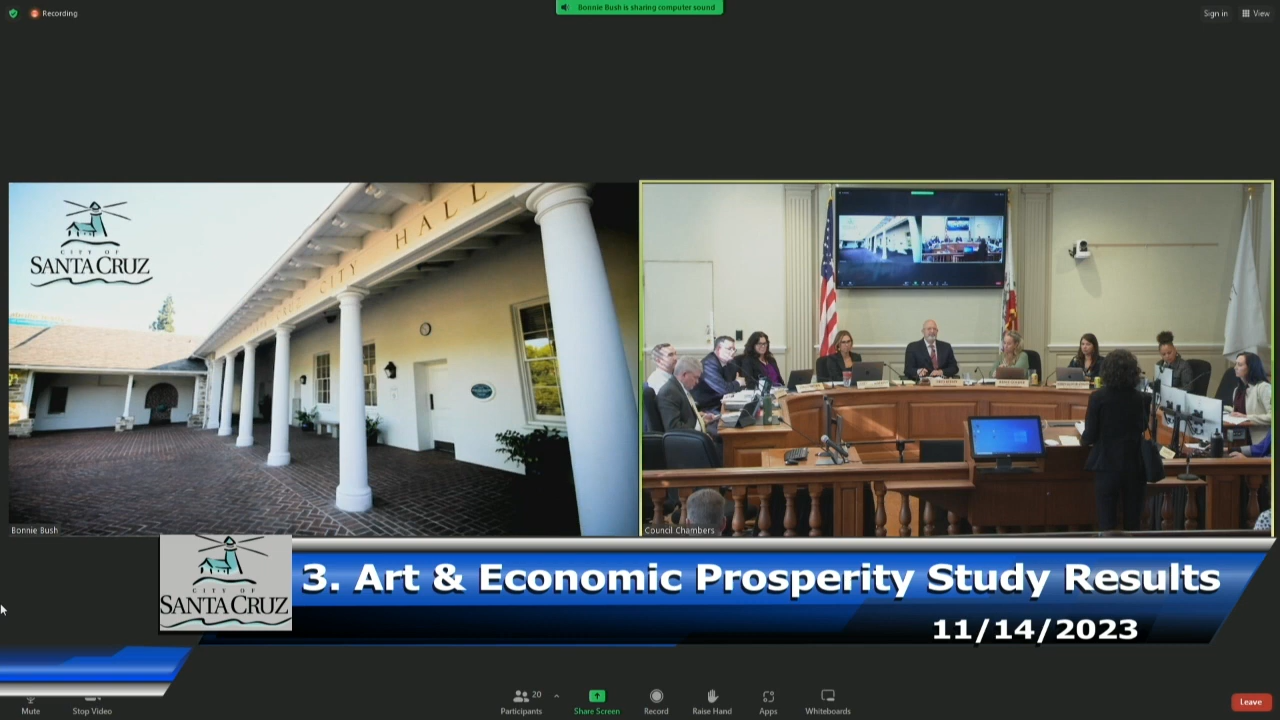 Recording
Bonnie Bush is sharing computer sound
Sign in
View
CITY OF
SANTA CRUZ
CITY HALL
Bonnie Bush
Council Chambers
CITY OF
SANTA CRUZ
3. Art & Economic Prosperity Study Results
11/14/2023
Mute
Stop Video
Participants
20
Share Screen
Record
Raise Hand
Apps
Whiteboards
Leave